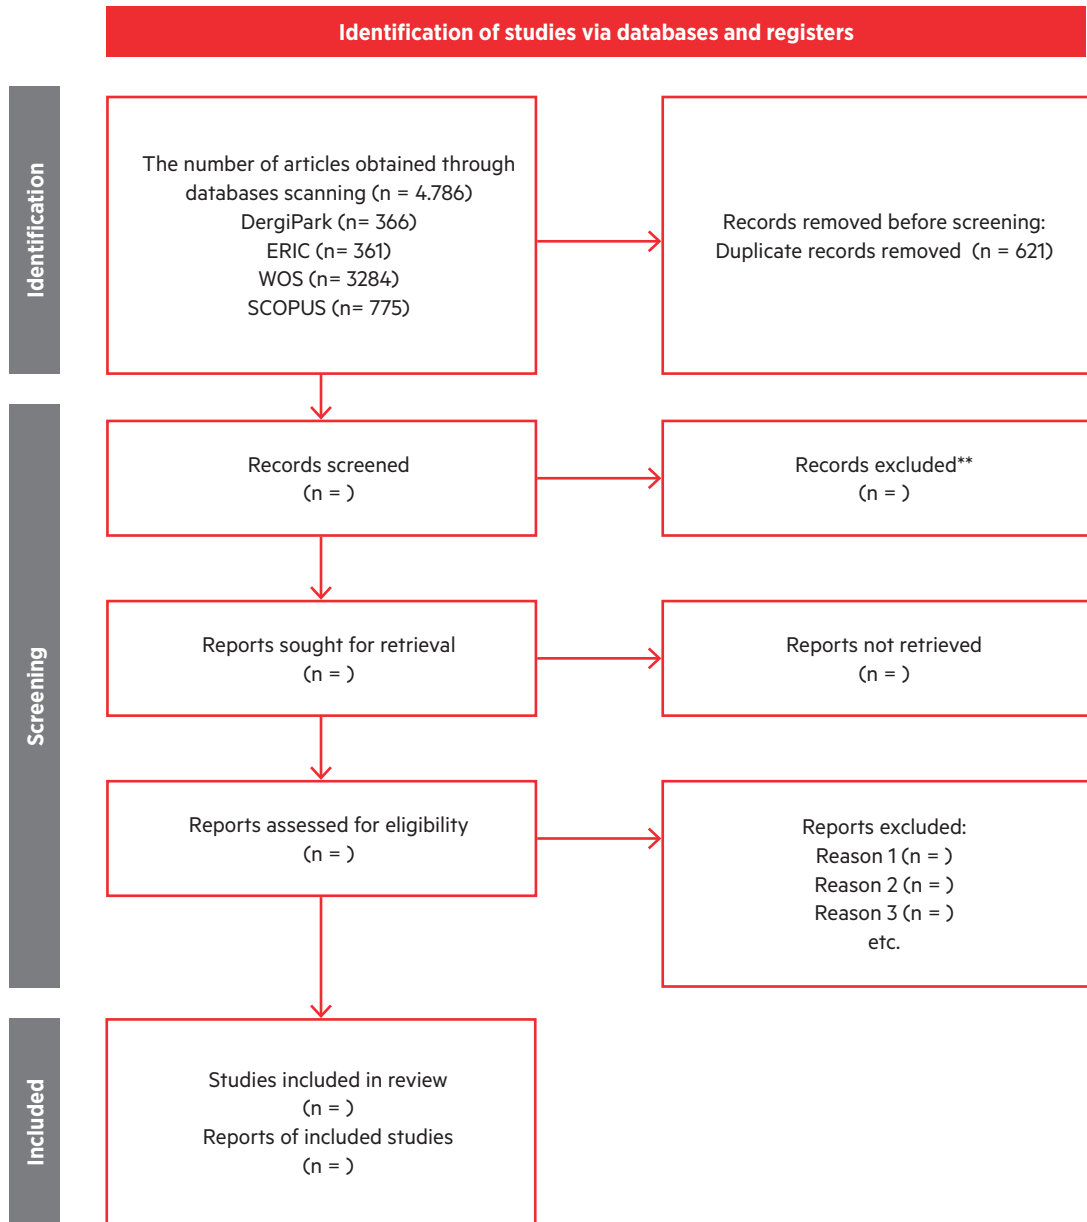 Identification of studies via databases and registers
Identification
The number of articles obtained through
databases scanning (n = 4.786)
DergiPark (n= 366)
ERIC (n= 361)
WOS (n= 3284)
SCOPUS (n= 775)
Records removed before screening:
Duplicate records removed (n = 621)
Screening
Records screened
(n = )
Records excluded**
(n = )
Reports sought for retrieval
(n = )
Reports not retrieved
(n = )
Reports assessed for eligibility
(n = )
Reports excluded:
Reason 1 (n = )
Reason 2 (n = )
Reason 3 (n = )
etc.
Included
Studies included in review
(n = )
Reports of included studies
(n = )